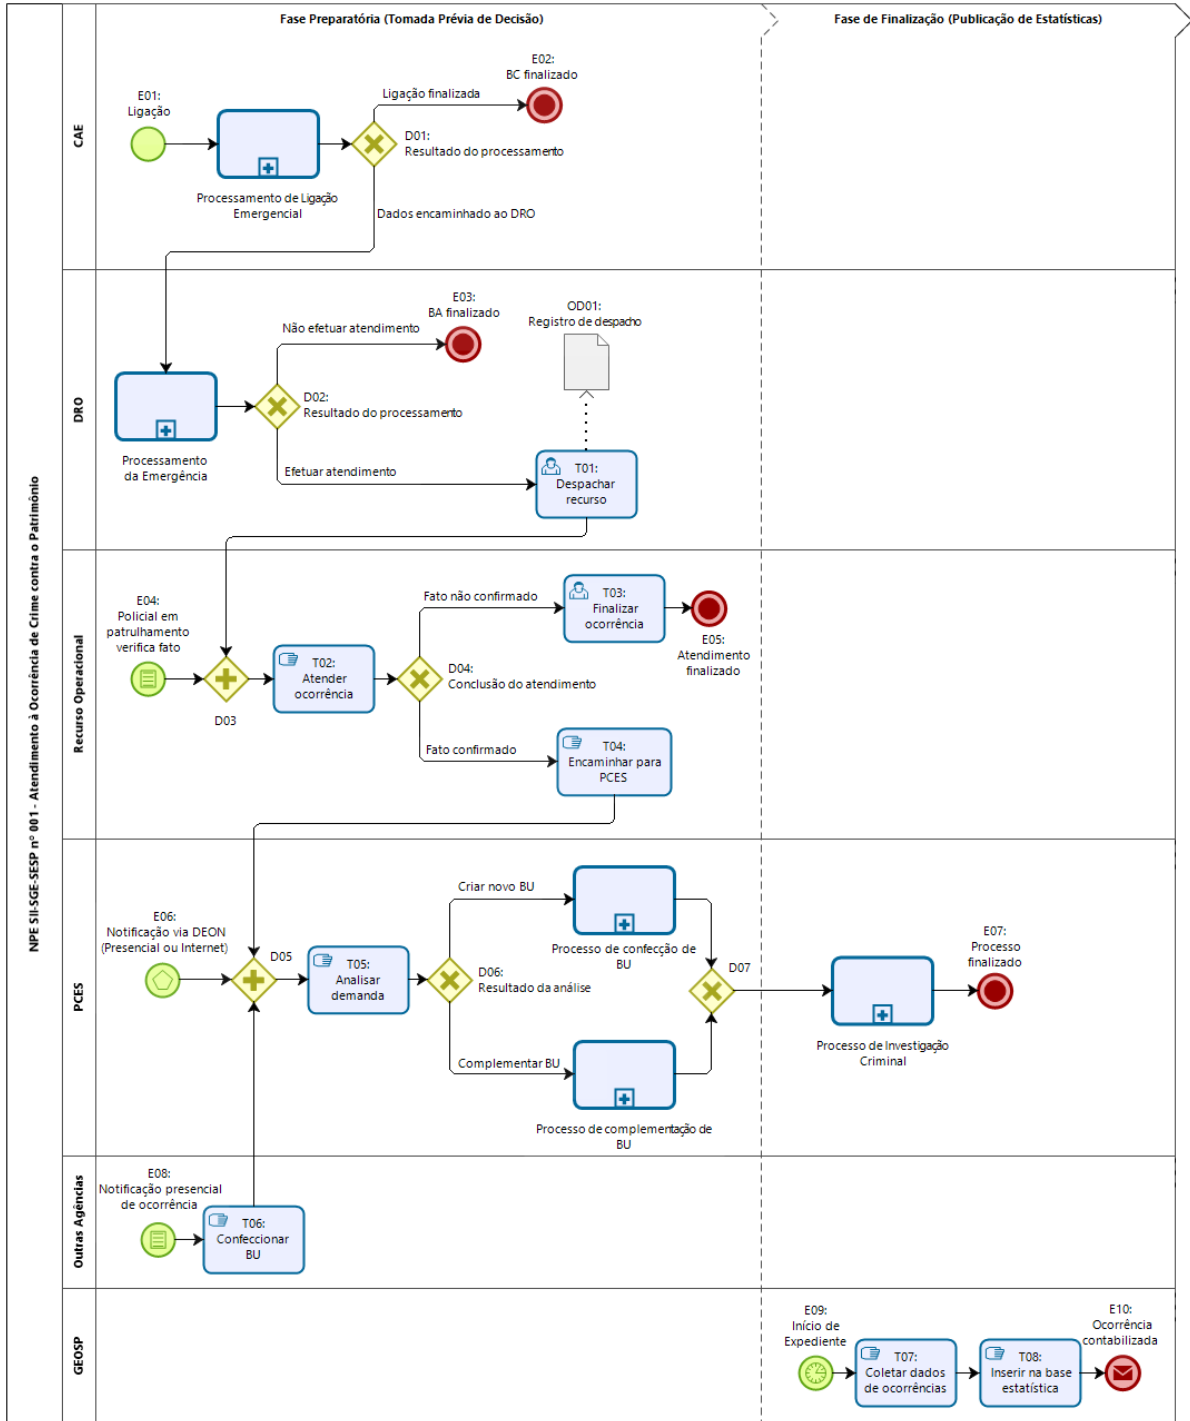 Fase Preparatória (Tomada Prévia de Decisão)
Fase de Finalização (Publicação de Estatísticas)
NPE SII-SGE-SESP nº 001 - Atendimento à Ocorrência de Crime contra o Patrimônio
CAE
E01:
Ligação
Processamento de Ligação
Emergencial
E02:
BC finalizado
Ligação finalizada
D01:
Resultado do processamento
Dados encaminhado ao DRO
DRO
Processamento
da Emergência
E03:
BA finalizado
Não efetuar atendimento
D02:
Resultado do processamento
Efetuar atendimento
OD01:
Registro de despacho
T01:
Despachar
recurso
Recurso Operacional
E04:
Policial em
patrulhamento
verifica fato
D03
T02:
Atender
ocorrência
Fato não confirmado
D04:
Conclusão do atendimento
Fato confirmado
T03:
Finalizar
ocorrência
E05:
Atendimento
finalizado
T04:
Encaminhar para
PCES
PCES
E06:
Notificação via DEON
(Presencial ou Internet)
D05
T05:
Analisar
demanda
Criar novo BU
D06:
Resultado da análise
Complementar BU
Processo de confecção de
BU
Processo de complementação de
BU
D07
Processo de Investigação
Criminal
E07:
Processo
finalizado
Outras Agências
E08:
Notificação presencial
de ocorrência
T06:
Confeccionar
BU
GEOSP
E09:
Início de
Expediente
T07:
Coletar dados
de ocorrências
T08:
Inserir na base
estatística
E10:
Ocorrência
contabilizada